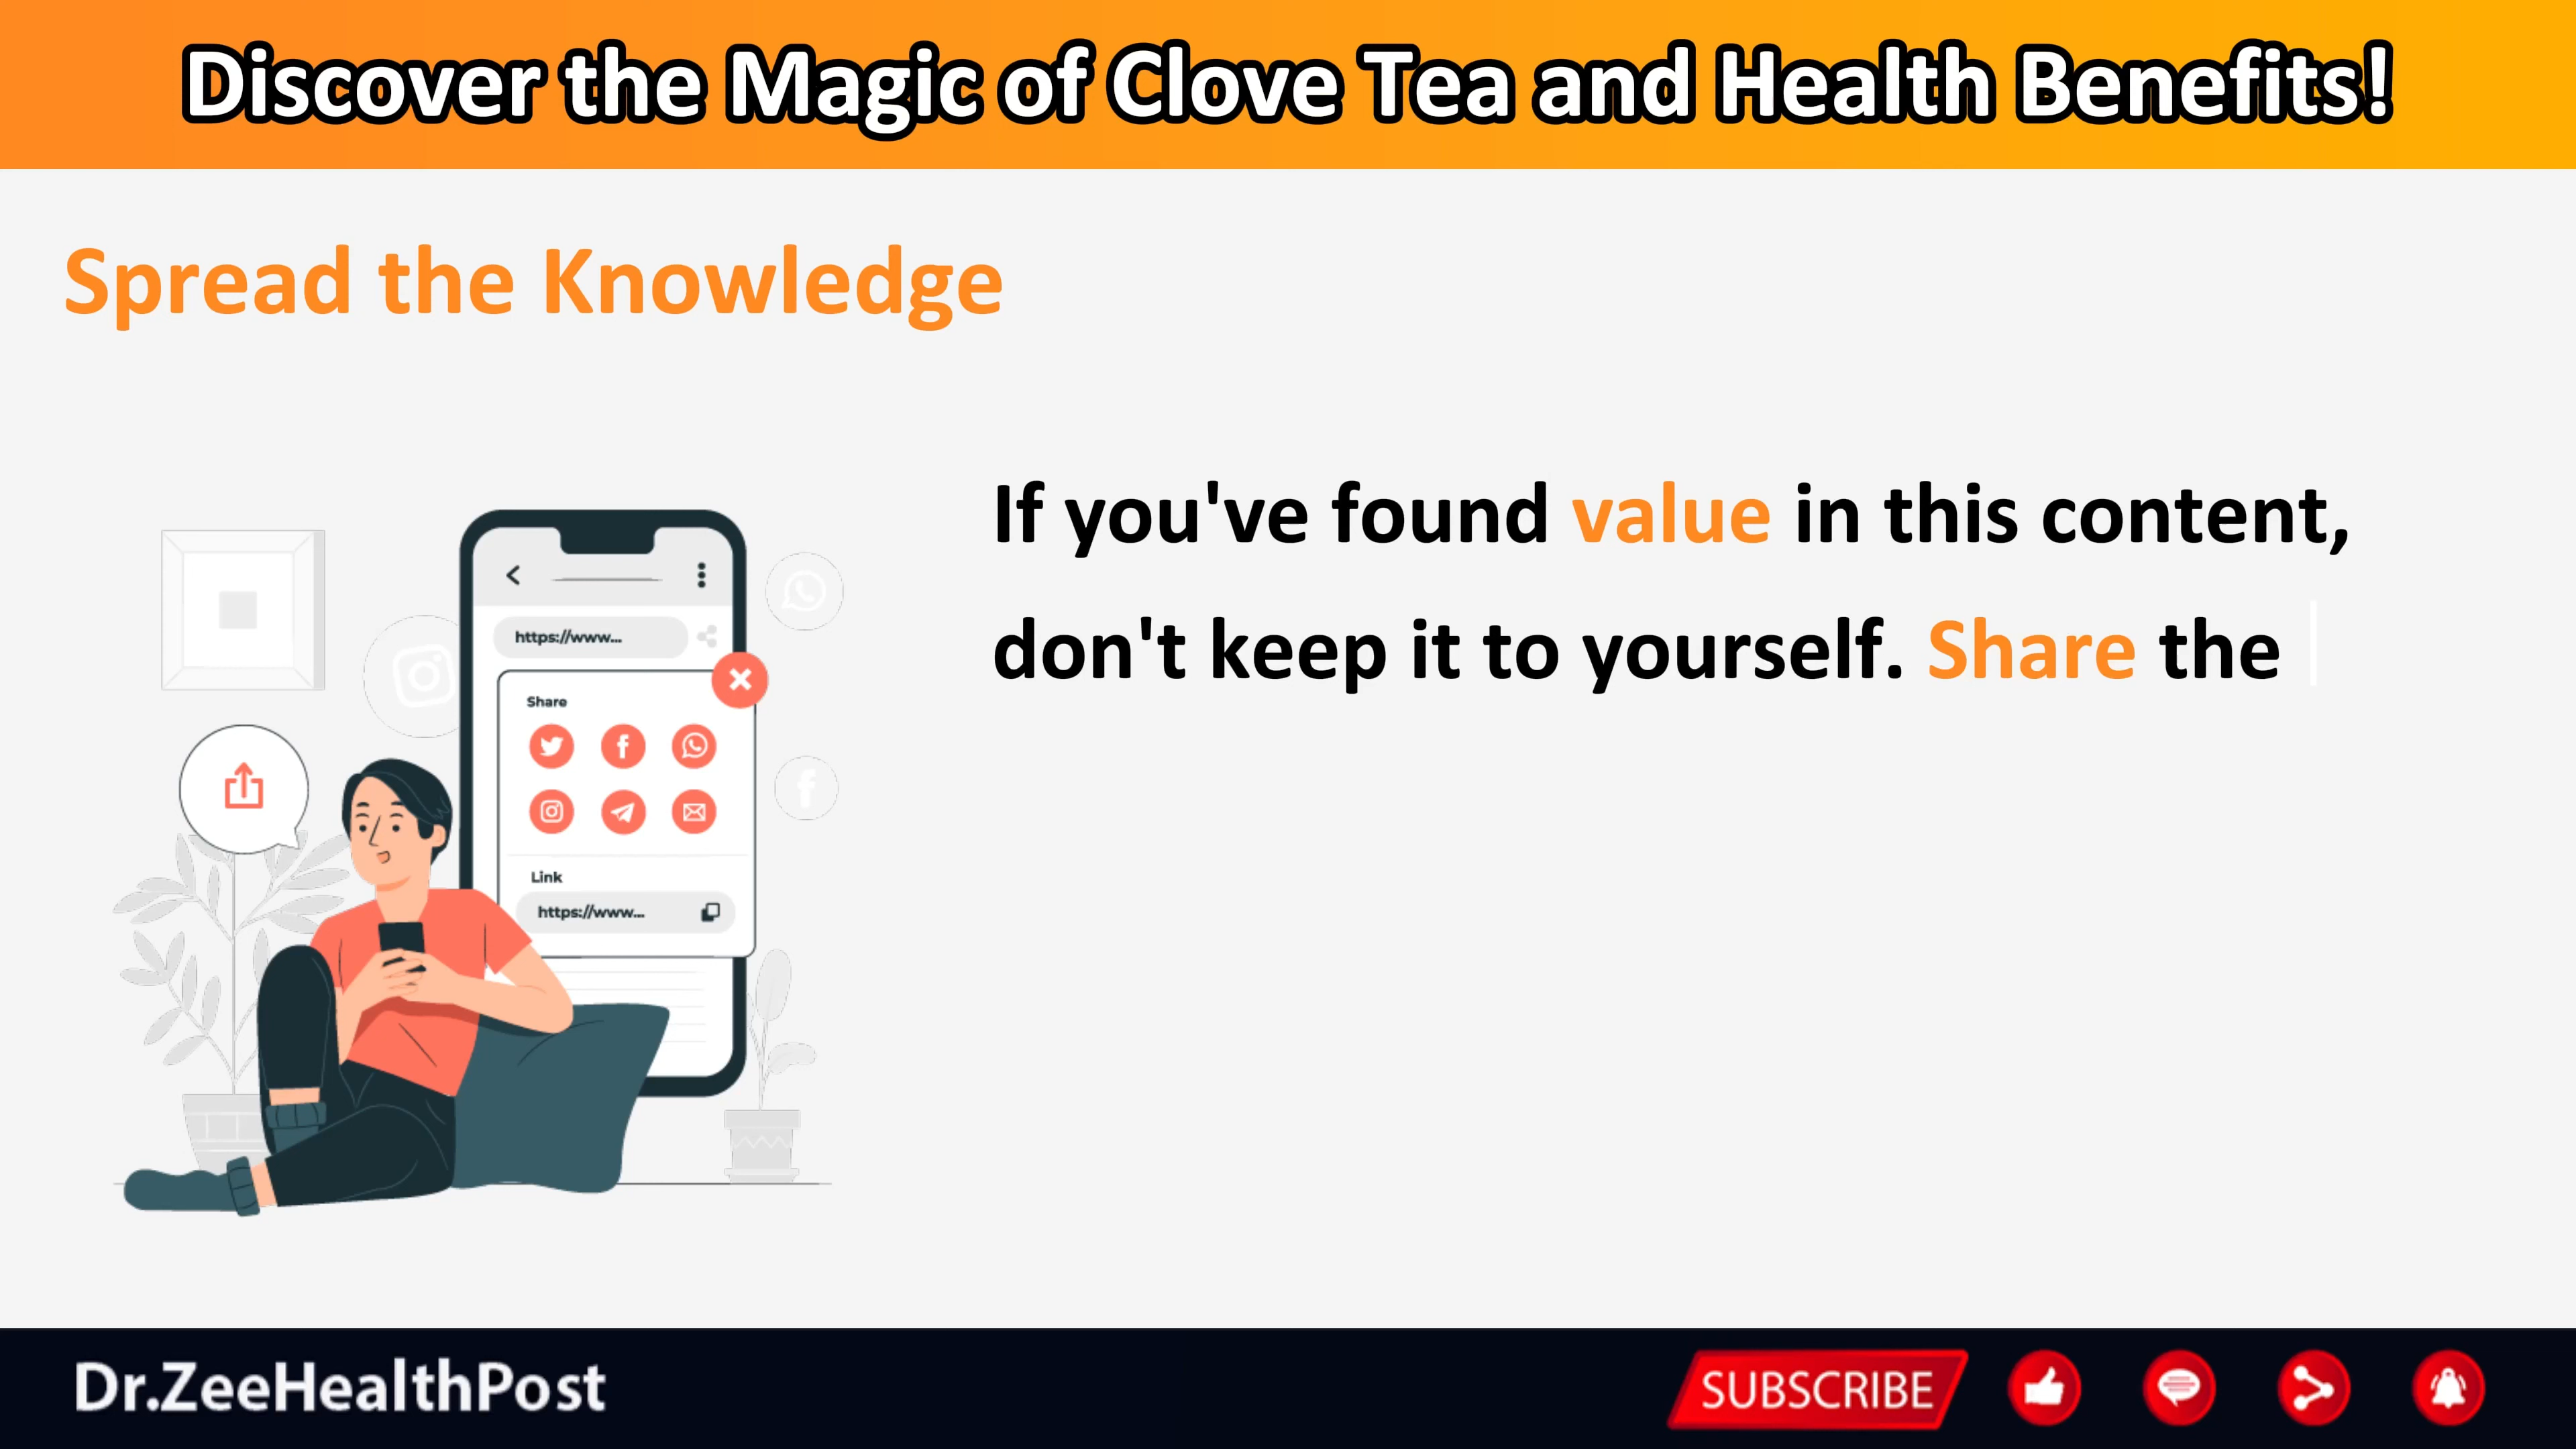 Discover the Magic of Clove Tea and Health Benefits!
Spread the Knowledge
If you've found value in this content,
don't keep it to yourself. Share the
https://www...
Share
Link
https://www...
Dr.ZeeHealthPost
SUBSCRIBE